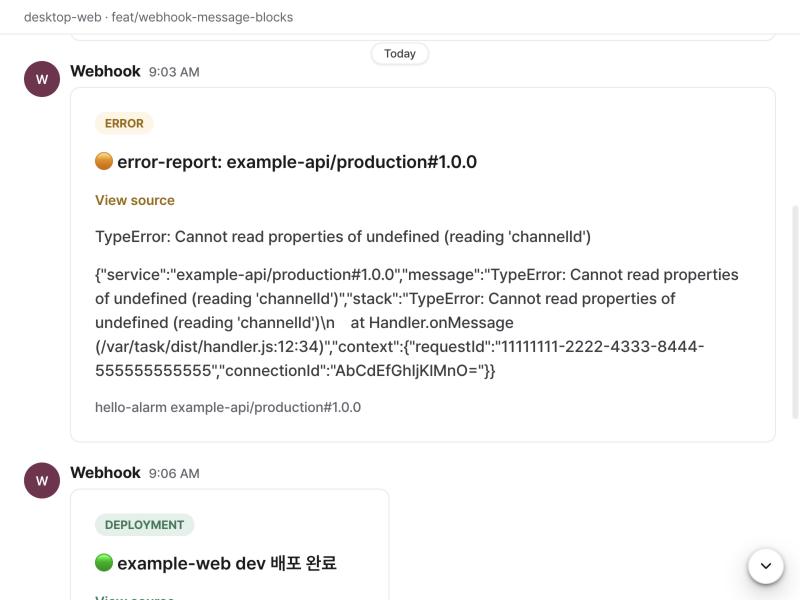 desktop-web · feat/webhook-message-blocks
Today
W
Webhook 9:03 AM
ERROR
🟠 error-report: example-api/production#1.0.0
View source
TypeError: Cannot read properties of undefined (reading 'channelId')
{"service":"example-api/production#1.0.0","message":"TypeError: Cannot read properties
of undefined (reading 'channelId')","stack":"TypeError: Cannot read properties of
undefined (reading 'channelId')\n    at Handler.onMessage
(/var/task/dist/handler.js:12:34)","context":{"requestId":"11111111-2222-4333-8444-
555555555555","connectionId":"AbCdEfGhIjKlMnO="}}
hello-alarm example-api/production#1.0.0
W
Webhook 9:06 AM
DEPLOYMENT
🟢 example-web dev 배포 완료
View source